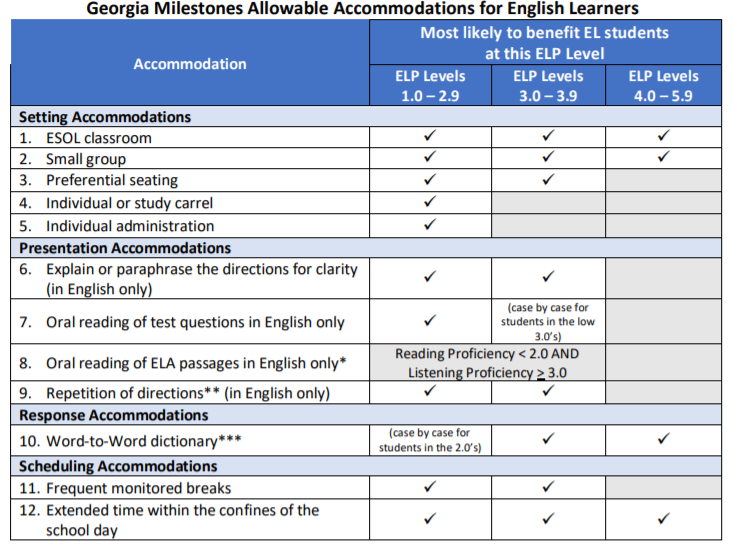 Georgia Milestones Allowable Accommodations for English Learners
Accommodation
Most likely to benefit EL students
at this ELP Level
ELP Levels
1.0 – 2.9
ELP Levels
3.0 – 3.9
ELP Levels
4.0 – 5.9
Setting Accommodations
1. ESOL classroom ✓ ✓ ✓
2. Small group ✓ ✓ ✓
3. Preferential seating ✓ ✓
4. Individual or study carrel ✓
5. Individual administration ✓
Presentation Accommodations
6. Explain or paraphrase the directions for clarity
(in English only) ✓ ✓
7. Oral reading of test questions in English only ✓
(case by case for
students in the low
3.0's)
8. Oral reading of ELA passages in English only*
Reading Proficiency < 2.0 AND
Listening Proficiency ≥ 3.0
9. Repetition of directions** (in English only) ✓ ✓
Response Accommodations
10. Word-to-Word dictionary***
(case by case for
students in the 2.0's)
✓ ✓
Scheduling Accommodations
11. Frequent monitored breaks ✓ ✓
12. Extended time within the confines of the
school day ✓ ✓ ✓